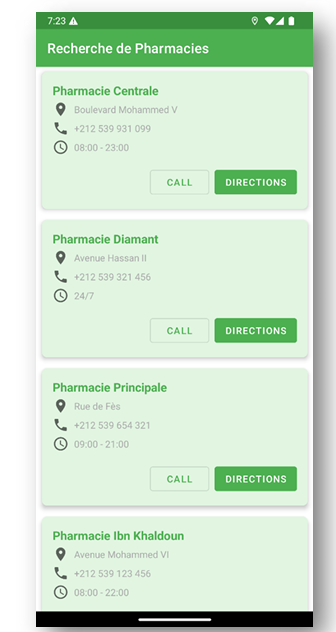 7:23
Recherche de Pharmacies
Pharmacie Centrale
Boulevard Mohammed V
+212 539 931 099
08:00 - 23:00
CALL DIRECTIONS
Pharmacie Diamant
Avenue Hassan II
+212 539 321 456
24/7
CALL DIRECTIONS
Pharmacie Principale
Rue de Fès
+212 539 654 321
09:00 - 21:00
CALL DIRECTIONS
Pharmacie Ibn Khaldoun
Avenue Mohammed VI
+212 539 123 456
08:00 - 22:00